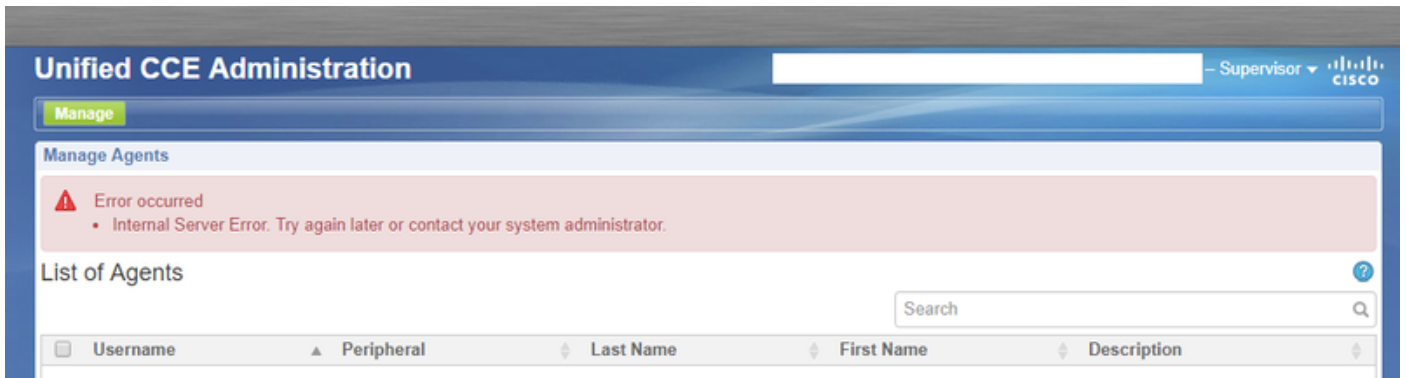 Unified CCE Administration
– Supervisor
CISCO
Manage
Manage Agents
Error occurred
• Internal Server Error. Try again later or contact your system administrator.
List of Agents
?
Search
Username Peripheral Last Name First Name Description